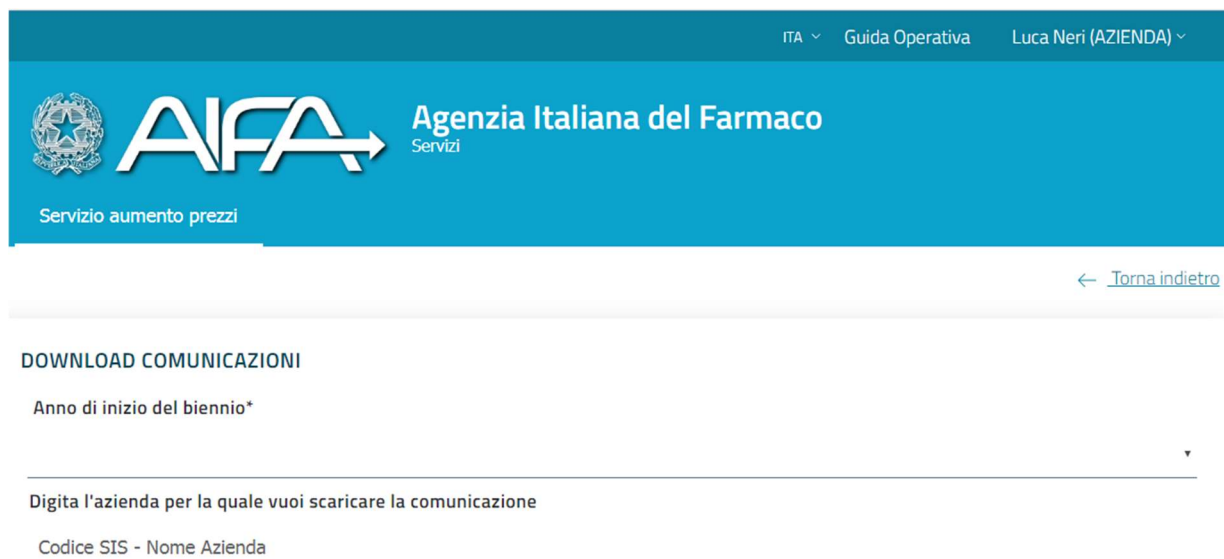 ITA Guida Operativa Luca Neri (AZIENDA)
AIFA
Agenzia Italiana del Farmaco
Servizi
Servizio aumento prezzi
← Torna indietro
DOWNLOAD COMUNICAZIONI
Anno di inizio del biennio*
Digita l'azienda per la quale vuoi scaricare la comunicazione
Codice SIS - Nome Azienda